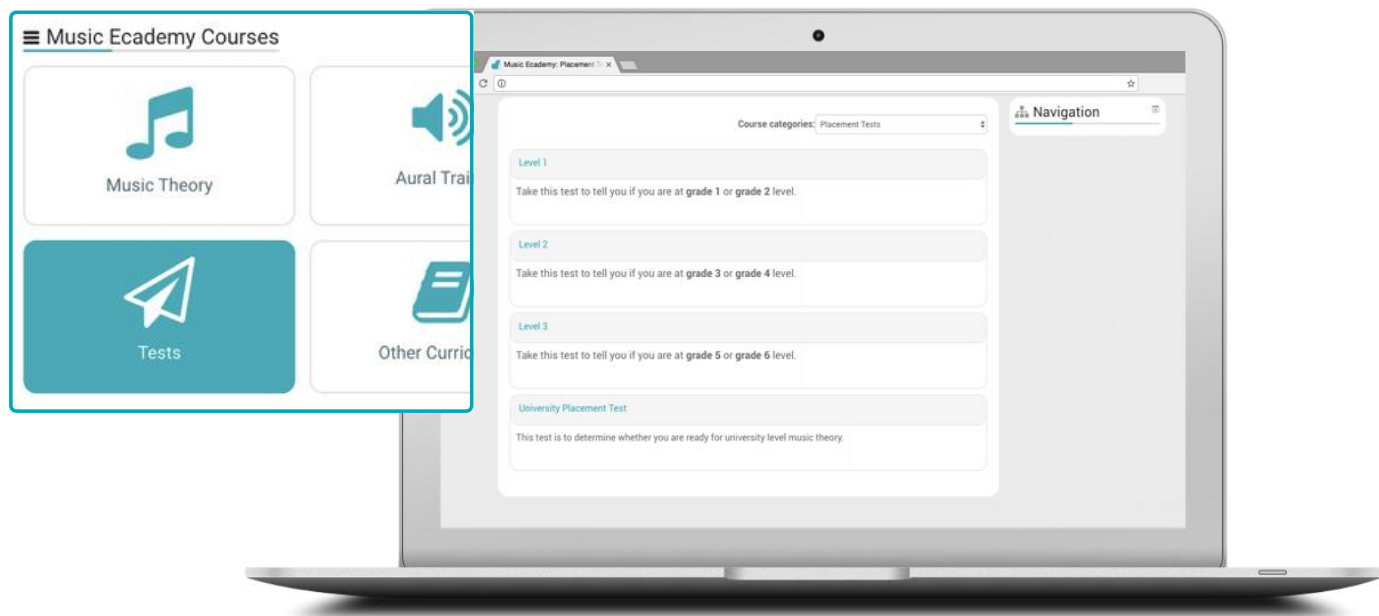 Music Ecademy Courses
Music Theory
Aural Trai
Tests
Other Curric
Music Ecademy: Placement T
Course categories: Placement Tests
Navigation
Level 1
Take this test to tell you if you are at grade 1 or grade 2 level.
Level 2
Take this test to tell you if you are at grade 3 or grade 4 level.
Level 3
Take this test to tell you if you are at grade 5 or grade 6 level.
University Placement Test
This test is to determine whether you are ready for university level music theory.